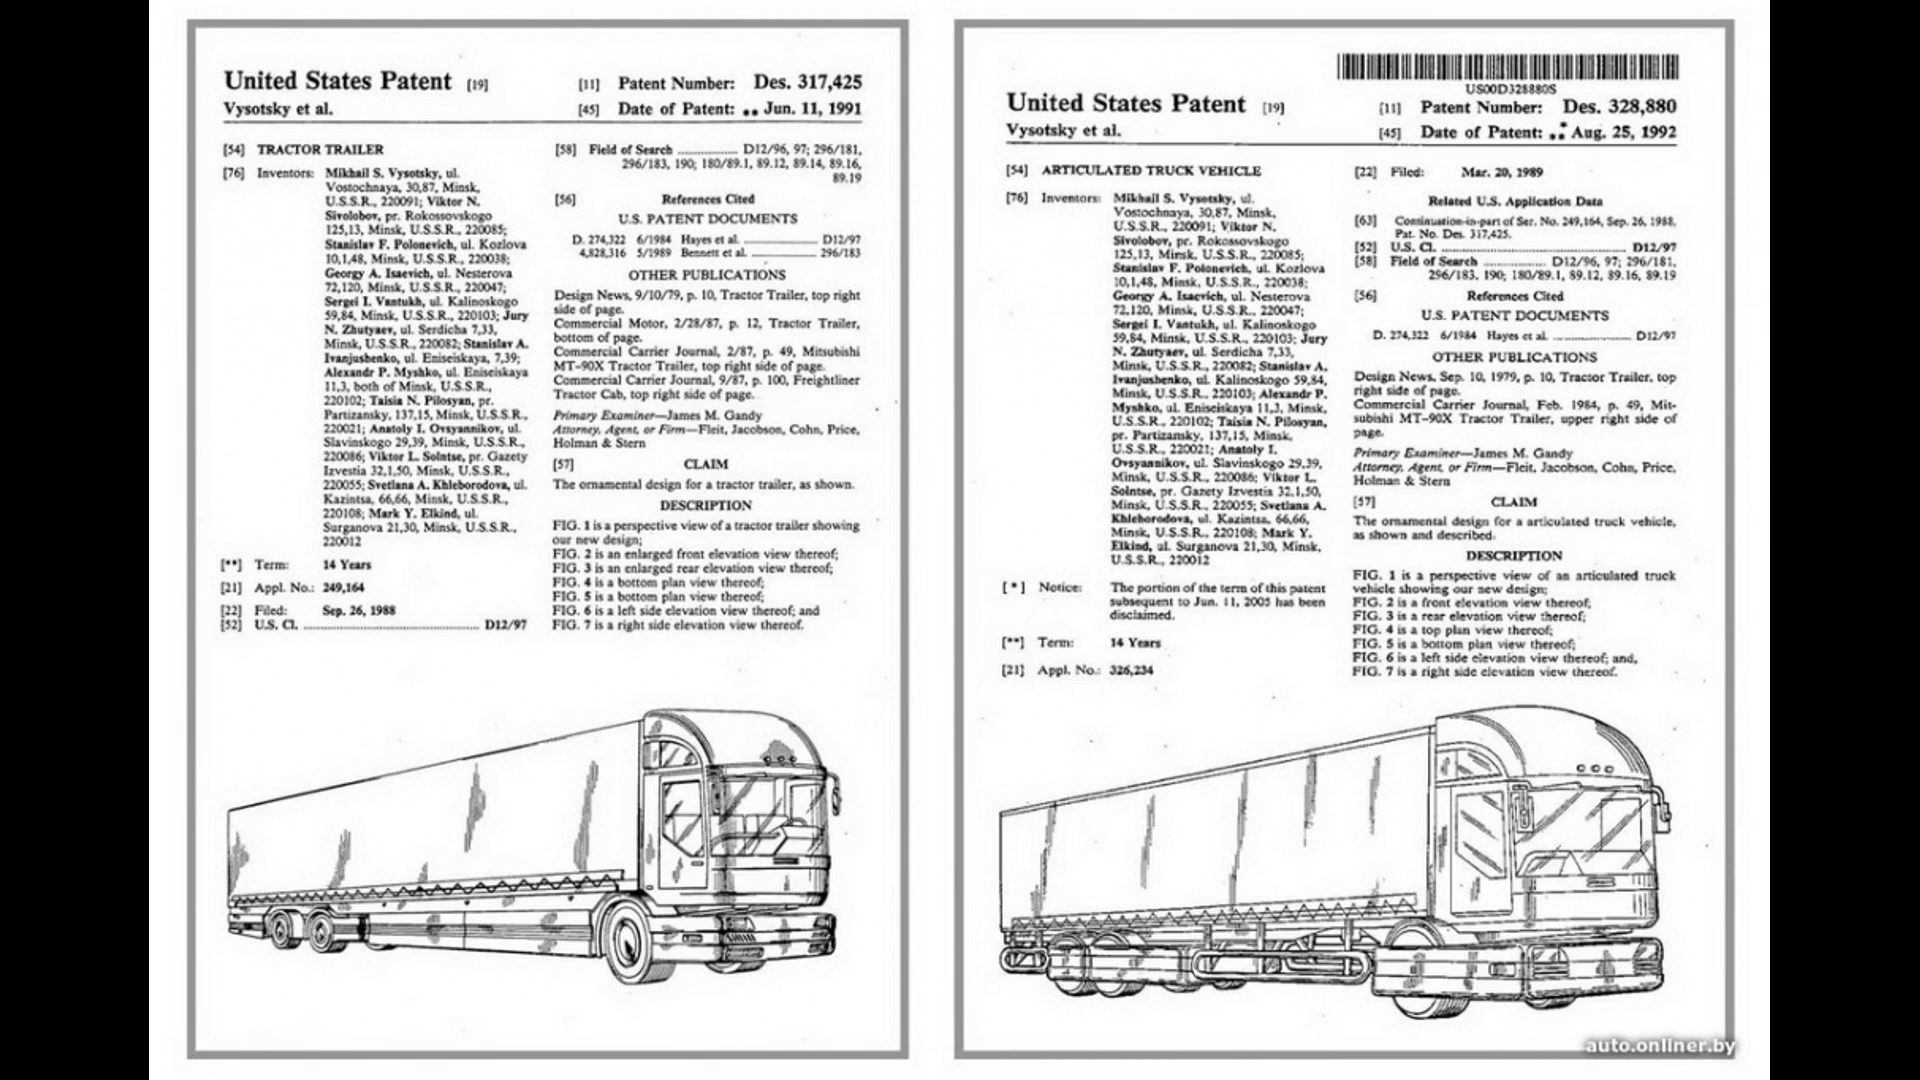 United States Patent [19]
Vysotsky et al.
[11] Patent Number: Des. 317,425
[45] Date of Patent: ** Jun. 11, 1991
[54] TRACTOR TRAILER
[76] Inventors: Mikhail S. Vysotsky, ul.
Vostochnaya, 30,87, Minsk,
U.S.S.R., 220091; Viktor N.
Sivolobov, pr. Rokossovskogo
125,13, Minsk, U.S.S.R., 220085;
Stanislav F. Polonevich, ul. Kozlova
10,1,48, Minsk, U.S.S.R., 220038;
Georgy A. Isaevich, ul. Nesterova
72,120, Minsk, U.S.S.R., 220047;
Sergei I. Vantukh, ul. Kalinoskogo
59,84, Minsk, U.S.S.R., 220103; Jury
N. Zhutyaev, ul. Serdicha 7,33,
Minsk, U.S.S.R., 220082; Stanislav A.
Ivanjushenko, ul. Eniseiskaya, 7,39;
Alexandr P. Myshko, ul. Eniseiskaya
11,3, both of Minsk, U.S.S.R.,
220102; Taisia N. Pilosyan, pr.
Partizansky, 137,15, Minsk, U.S.S.R.,
220021; Anatoly I. Ovsyannikov, ul.
Slavinskogo 29,39, Minsk, U.S.S.R.,
220086; Viktor L. Solntse, pr. Gazety
Izvestia 32,1,50, Minsk, U.S.S.R.,
220055; Svetlana A. Khleborodova, ul.
Kazintsa, 66,66, Minsk, U.S.S.R.,
220108; Mark Y. Elkind, ul.
Surganova 21,30, Minsk, U.S.S.R.,
220012
[**] Term: 14 Years
[21] Appl. No.: 249,164
[22] Filed: Sep. 26, 1988
[52] U.S. Cl. .......... D12/97
[58] Field of Search .......... D12/96, 97; 296/181,
296/183, 190; 180/89.1, 89.12, 89.14, 89.16,
89.19
[56] References Cited
U.S. PATENT DOCUMENTS
D. 274,322 6/1984 Hayes et al. .......... D12/97
4,828,316 5/1989 Bennett et al. .......... 296/183
OTHER PUBLICATIONS
Design News, 9/10/79, p. 10, Tractor Trailer, top right
side of page.
Commercial Motor, 2/28/87, p. 12, Tractor Trailer,
bottom of page.
Commercial Carrier Journal, 2/87, p. 49, Mitsubishi
MT-90X Tractor Trailer, top right side of page.
Commercial Carrier Journal, 9/87, p. 100, Freightliner
Tractor Cab, top right side of page.
Primary Examiner—James M. Gandy
Attorney, Agent, or Firm—Fleit, Jacobson, Cohn, Price,
Holman & Stern
[57] CLAIM
The ornamental design for a tractor trailer, as shown.
DESCRIPTION
FIG. 1 is a perspective view of a tractor trailer showing
our new design;
FIG. 2 is an enlarged front elevation view thereof;
FIG. 3 is an enlarged rear elevation view thereof;
FIG. 4 is a bottom plan view thereof;
FIG. 5 is a bottom plan view thereof;
FIG. 6 is a left side elevation view thereof; and
FIG. 7 is a right side elevation view thereof.
US00D328880S
United States Patent [19]
Vysotsky et al.
[11] Patent Number: Des. 328,880
[45] Date of Patent: ** Aug. 25, 1992
[54] ARTICULATED TRUCK VEHICLE
[76] Inventors: Mikhail S. Vysotsky, ul.
Vostochnaya, 30,87, Minsk,
U.S.S.R., 220091; Viktor N.
Sivolobov, pr. Rokossovskogo
125,13, Minsk, U.S.S.R., 220085;
Stanislav F. Polonevich, ul. Kozlova
10,1,48, Minsk, U.S.S.R., 220038;
Georgy A. Isaevich, ul. Nesterova
72,120, Minsk, U.S.S.R., 220047;
Sergei I. Vantukh, ul. Kalinoskogo
59,84, Minsk, U.S.S.R., 220103; Jury
N. Zhutyaev, ul. Serdicha 7,33,
Minsk, U.S.S.R., 220082; Stanislav A.
Ivanjushenko, ul. Kalinoskogo 59,84,
Minsk, U.S.S.R., 220103; Alexandr P.
Myshko, ul. Eniseiskaya 11,3, Minsk,
U.S.S.R., 220102; Taisia N. Pilosyan,
pr. Partizansky, 137,15, Minsk,
U.S.S.R., 220021; Anatoly I.
Ovsyannikov, ul. Slavinskogo 29,39,
Minsk, U.S.S.R., 220086; Viktor L.
Solntse, pr. Gazety Izvestia 32,1,50,
Minsk, U.S.S.R., 220055; Svetlana A.
Khleborodova, ul. Kazintsa, 66,66,
Minsk, U.S.S.R., 220108; Mark Y.
Elkind, ul. Surganova 21,30, Minsk,
U.S.S.R., 220012
[*] Notice: The portion of the term of this patent
subsequent to Jun. 11, 2005 has been
disclaimed.
[**] Term: 14 Years
[21] Appl. No.: 326,234
[22] Filed: Mar. 20, 1989
Related U.S. Application Data
[63] Continuation-in-part of Ser. No. 249,164, Sep. 26, 1988,
Pat. No. Des. 317,425.
[52] U.S. Cl. .......... D12/97
[58] Field of Search .......... D12/96, 97; 296/181,
296/183, 190; 180/89.1, 89.12, 89.16, 89.19
[56] References Cited
U.S. PATENT DOCUMENTS
D. 274,322 6/1984 Hayes et al. .......... D12/97
OTHER PUBLICATIONS
Design News, Sep. 10, 1979, p. 10, Tractor Trailer, top
right side of page.
Commercial Carrier Journal, Feb. 1984, p. 49, Mit-
subishi MT-90X Tractor Trailer, upper right side of
page.
Primary Examiner—James M. Gandy
Attorney, Agent, or Firm—Fleit, Jacobson, Cohn, Price,
Holman & Stern
[57] CLAIM
The ornamental design for a articulated truck vehicle,
as shown and described.
DESCRIPTION
FIG. 1 is a perspective view of an articulated truck
vehicle showing our new design;
FIG. 2 is a front elevation view thereof;
FIG. 3 is a rear elevation view thereof;
FIG. 4 is a top plan view thereof;
FIG. 5 is a bottom plan view thereof;
FIG. 6 is a left side elevation view thereof; and,
FIG. 7 is a right side elevation view thereof.
auto.onliner.by